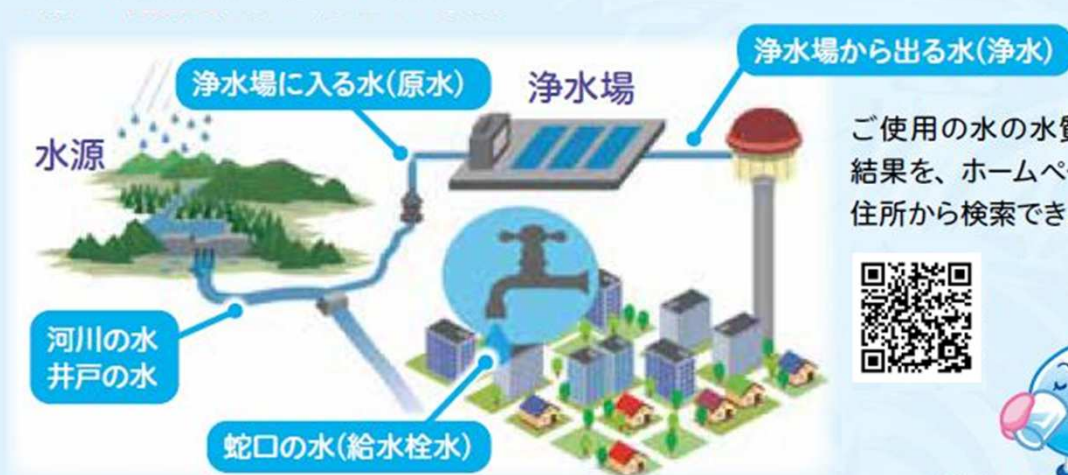 浄水場から出る水(浄水)
浄水場に入る水(原水)
浄水場
水源
ご使用の水の水質
結果を、ホームペ
住所から検索でき
河川の水
井戸の水
蛇口の水(給水栓水)